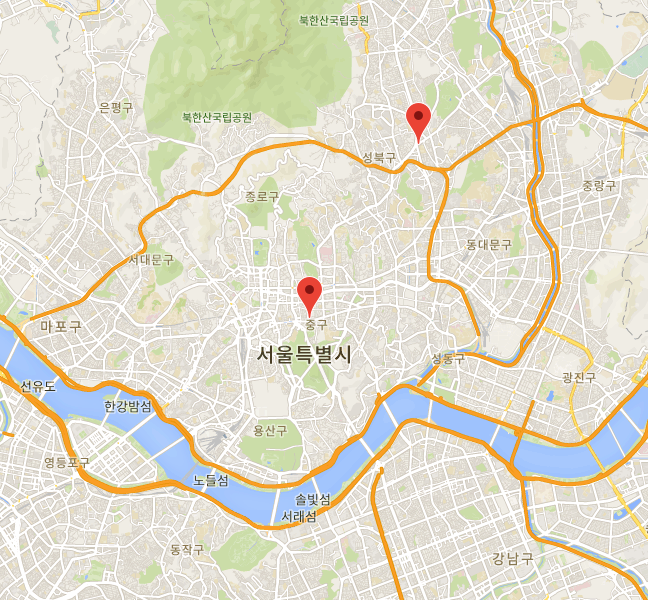 북한산국립공원
은평구
북한산국립공원
성북구
중랑구
종로구
동대문구
서대문구
마포구
중구
서울특별시
성동구
광진구
선유도
한강밤섬
용산구
영등포구
노들섬
솔빛섬
서래섬
동작구
강남구